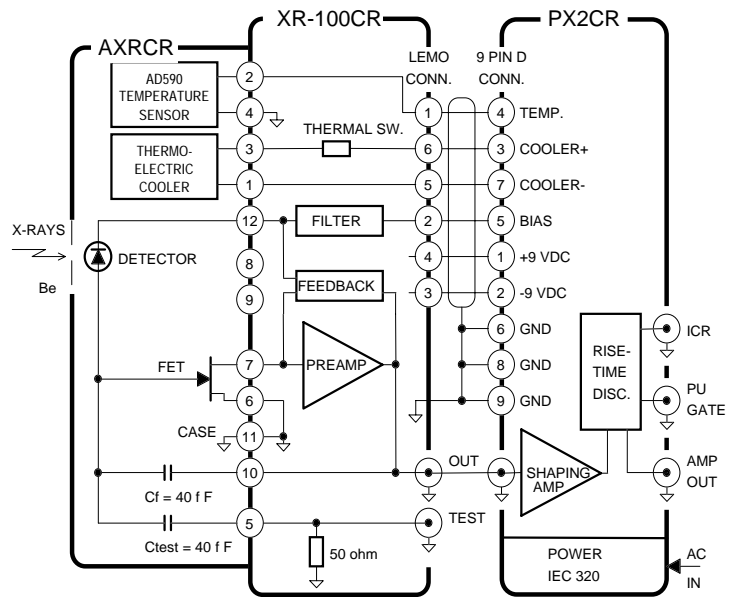 XR-100CR
PX2CR
AXRCR
LEMO
CONN.
9 PIN D
CONN.
AD590
TEMPERATURE
SENSOR
2
4
1
4
TEMP.
THERMAL SW.
THERMO-
ELECTRIC
COOLER
3
6
3
COOLER+
1
5
7
COOLER-
X-RAYS
12
FILTER
2
5
BIAS
DETECTOR
8
4
1
+9 VDC
Be
9
FEEDBACK
3
2
-9 VDC
6
GND
ICR
FET
7
PREAMP
8
GND
RISE-
TIME
DISC.
6
9
GND
PU
GATE
CASE
11
10
OUT
SHAPING
AMP
AMP
OUT
Cf = 40 f F
5
TEST
Ctest = 40 f F
50 ohm
POWER
IEC 320
AC
IN